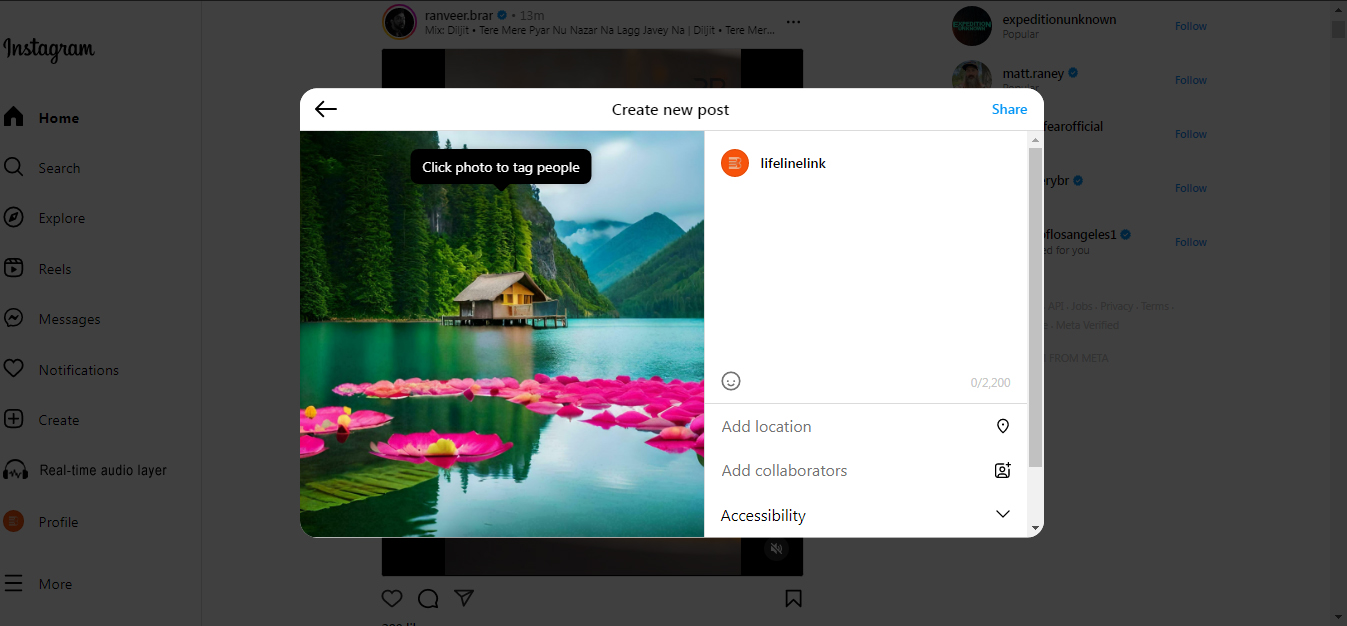 Instagram
Home
Search
Explore
Reels
Messages
Notifications
Create
Real-time audio layer
Profile
More
ranveer.brar • 13m
Mix: Diljit • Tere Mere Pyar Nu Nazar Na Lagg Javey Na | Diljit • Tere Mer...
Create new post
Share
Click photo to tag people
lifelinelink
0/2,200
Add location
Add collaborators
Accessibility
expeditionunknown
Popular
Follow
matt.raney
Popular
Follow
fearofficial
Follow
rybr
Follow
oflosangeles1
ed for you
Follow
API · Jobs · Privacy · Terms ·
· Meta Verified
FROM META